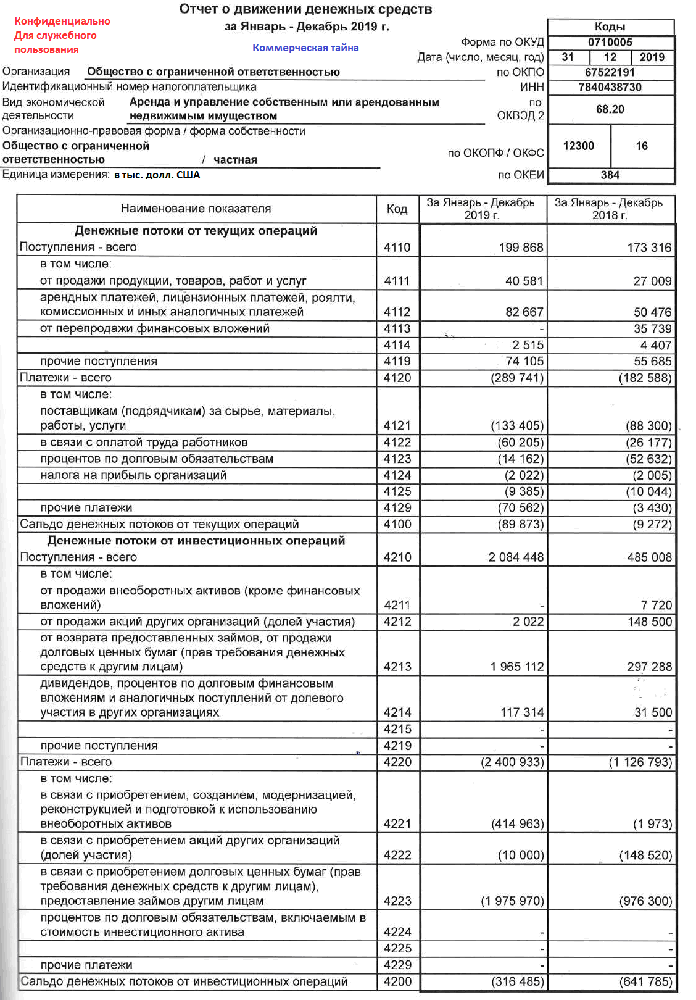 Отчет о движении денежных средств
за Январь - Декабрь 2019 г.
Конфиденциально
Для служебного
пользования
Коммерческая тайна
Коды
Форма по ОКУД 0710005
Дата (число, месяц, год) 31 12 2019
Организация Общество с ограниченной ответственностью по ОКПО 67522191
Идентификационный номер налогоплательщика ИНН 7840438730
Вид экономической деятельности Аренда и управление собственным или арендованным недвижимым имуществом по ОКВЭД 2 68.20
Организационно-правовая форма / форма собственности
Общество с ограниченной
ответственностью / частная по ОКОПФ / ОКФС 12300 16
Единица измерения: в тыс. долл. США по ОКЕИ 384
Наименование показателя Код За Январь - Декабрь 2019 г. За Январь - Декабрь 2018 г.
Денежные потоки от текущих операций
Поступления - всего 4110 199 868 173 316
в том числе:
от продажи продукции, товаров, работ и услуг 4111 40 581 27 009
арендных платежей, лицензионных платежей, роялти,
комиссионных и иных аналогичных платежей 4112 82 667 50 476
от перепродажи финансовых вложений 4113 - 35 739
4114 2 515 4 407
прочие поступления 4119 74 105 55 685
Платежи - всего 4120 (289 741) (182 588)
в том числе:
поставщикам (подрядчикам) за сырье, материалы,
работы, услуги 4121 (133 405) (88 300)
в связи с оплатой труда работников 4122 (60 205) (26 177)
процентов по долговым обязательствам 4123 (14 162) (52 632)
налога на прибыль организаций 4124 (2 022) (2 005)
4125 (9 385) (10 044)
прочие платежи 4129 (70 562) (3 430)
Сальдо денежных потоков от текущих операций 4100 (89 873) (9 272)
Денежные потоки от инвестиционных операций
Поступления - всего 4210 2 084 448 485 008
в том числе:
от продажи внеоборотных активов (кроме финансовых
вложений) 4211 - 7 720
от продажи акций других организаций (долей участия) 4212 2 022 148 500
от возврата предоставленных займов, от продажи
долговых ценных бумаг (прав требования денежных
средств к другим лицам) 4213 1 965 112 297 288
дивидендов, процентов по долговым финансовым
вложениям и аналогичных поступлений от долевого
участия в других организациях 4214 117 314 31 500
4215 - -
прочие поступления 4219 - -
Платежи - всего 4220 (2 400 933) (1 126 793)
в том числе:
в связи с приобретением, созданием, модернизацией,
реконструкцией и подготовкой к использованию
внеоборотных активов 4221 (414 963) (1 973)
в связи с приобретением акций других организаций
(долей участия) 4222 (10 000) (148 520)
в связи с приобретением долговых ценных бумаг (прав
требования денежных средств к другим лицам),
предоставление займов другим лицам 4223 (1 975 970) (976 300)
процентов по долговым обязательствам, включаемым в
стоимость инвестиционного актива 4224 - -
4225 - -
прочие платежи 4229 - -
Сальдо денежных потоков от инвестиционных операций 4200 (316 485) (641 785)